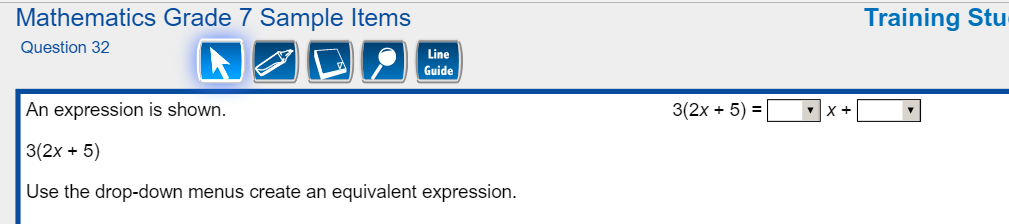 Mathematics Grade 7 Sample Items
Training Stu
Question 32
Line
Guide
An expression is shown.
3(2x + 5) = x +
3(2x + 5)
Use the drop-down menus create an equivalent expression.